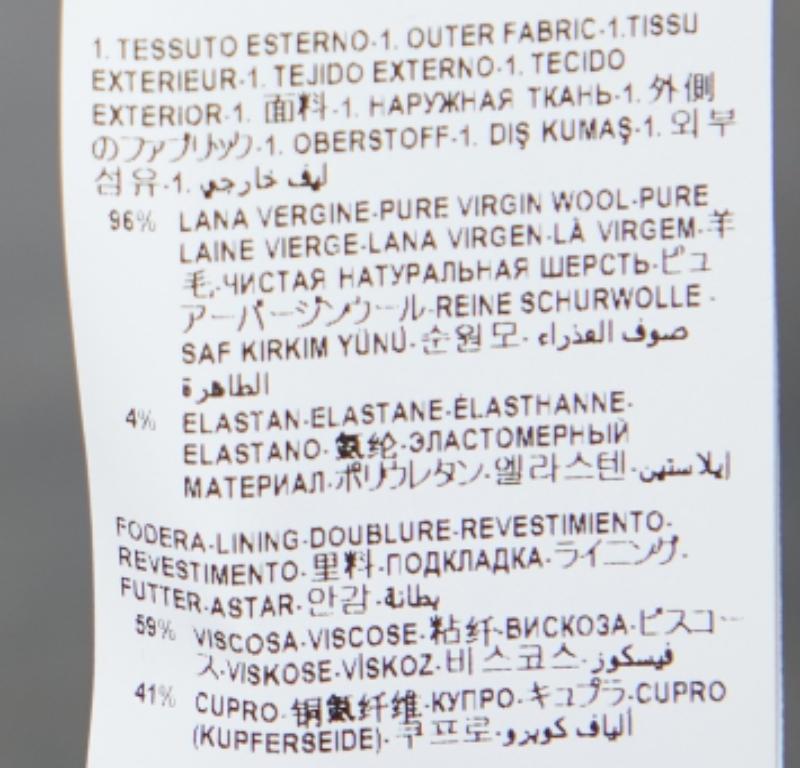 1. TESSUTO ESTERNO-1. OUTER FABRIC-1.TISSU
EXTERIEUR-1. TEJIDO EXTERNO-1. TECIDO
EXTERIOR-1. 面料-1. НАРУЖНАЯ ТКАНЬ-1. 外側
のファブリック-1. OBERSTOFF-1. DIŞ KUMAŞ-1. 외부
섬유-1. ليف خارجي
96% LANA VERGINE-PURE VIRGIN WOOL-PURE
LAINE VIERGE-LANA VIRGEN-LÀ VIRGEM-羊
毛-ЧИСТАЯ НАТУРАЛЬНАЯ ШЕРСТЬ-ピュ
アーバージンウール-REINE SCHURWOLLE -
SAF KIRKIM YÜNÜ-순원모- صوف العذراء
الطاهرة
4% ELASTAN-ELASTANE-ÉLASTHANNE-
ELASTANO-氨纶-ЭЛАСТОМЕРНЫЙ
МАТЕРИАЛ-ポリウレタン-엘라스텐-إيلاستين
FODERA-LINING-DOUBLURE-REVESTIMIENTO-
REVESTIMENTO-里料-ПОДКЛАДКА-ライニング-
FUTTER-ASTAR-안감-بطانة
59% VISCOSA-VISCOSE-粘纤-ВИСКОЗА-ビスコー
ス-VISKOSE-VİSKOZ-비스코스-فيسكوز
41% CUPRO-铜氨纤维-КУПРО-キュプラ-CUPRO
(KUPFERSEIDE)-쿠프로-ألياف كوبرو